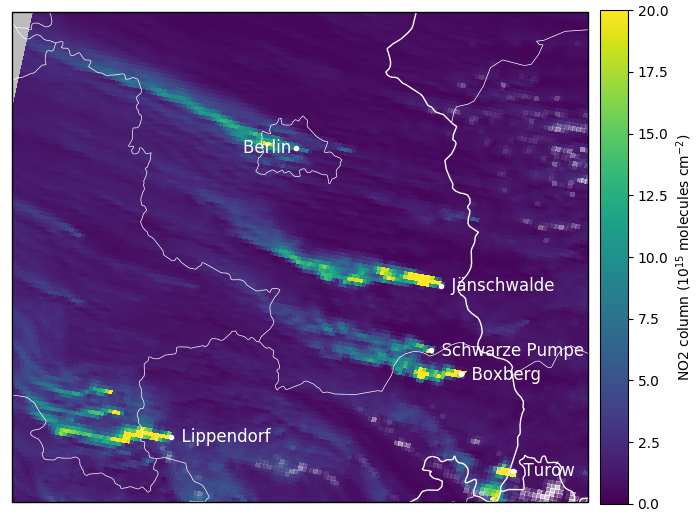 20.0
17.5
15.0
12.5
10.0
7.5
5.0
2.5
0.0
NO2 column (10¹⁵ molecules cm⁻²)
Berlin
Jänschwalde
Schwarze Pumpe
Boxberg
Lippendorf
Turow